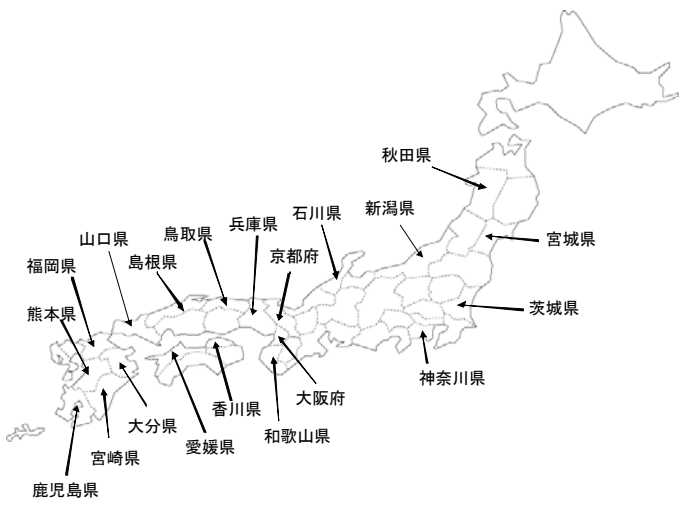 秋田県
新潟県
石川県
兵庫県
鳥取県
山口県
宮城県
京都府
島根県
福岡県
茨城県
熊本県
神奈川県
大阪府
香川県
大分県
和歌山県
愛媛県
宮崎県
鹿児島県